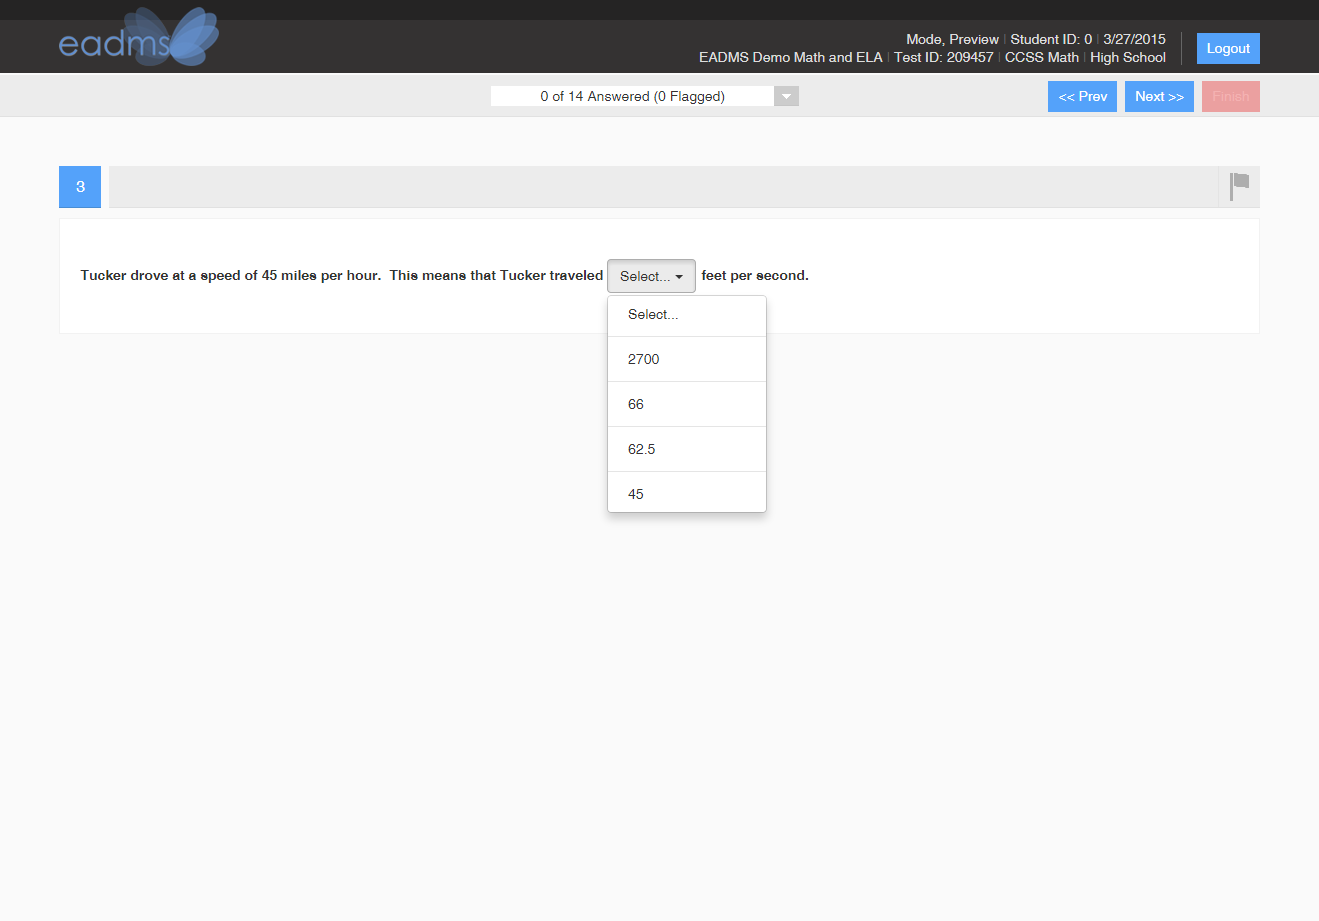 eadms
Mode, Preview | Student ID: 0 | 3/27/2015
EADMS Demo Math and ELA | Test ID: 209457 | CCSS Math | High School
Logout
0 of 14 Answered (0 Flagged)
<< Prev
Next >>
Finish
3
Tucker drove at a speed of 45 miles per hour.  This means that Tucker traveled Select... feet per second.
Select...
2700
66
62.5
45